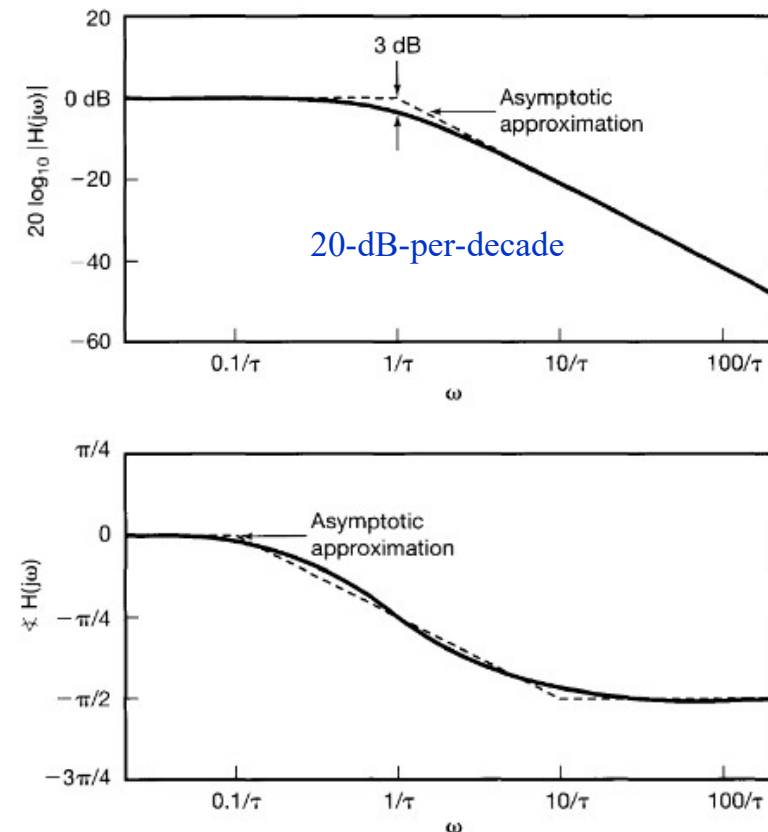 20
3 dB
0 dB
Asymptotic
approximation
20 log₁₀ |H(jω)|
−20
20-dB-per-decade
−40
−60
0.1/τ 1/τ 10/τ 100/τ
ω
π/4
0
Asymptotic
approximation
∢ H(jω)
−π/4
−π/2
−3π/4
0.1/τ 1/τ 10/τ 100/τ
ω